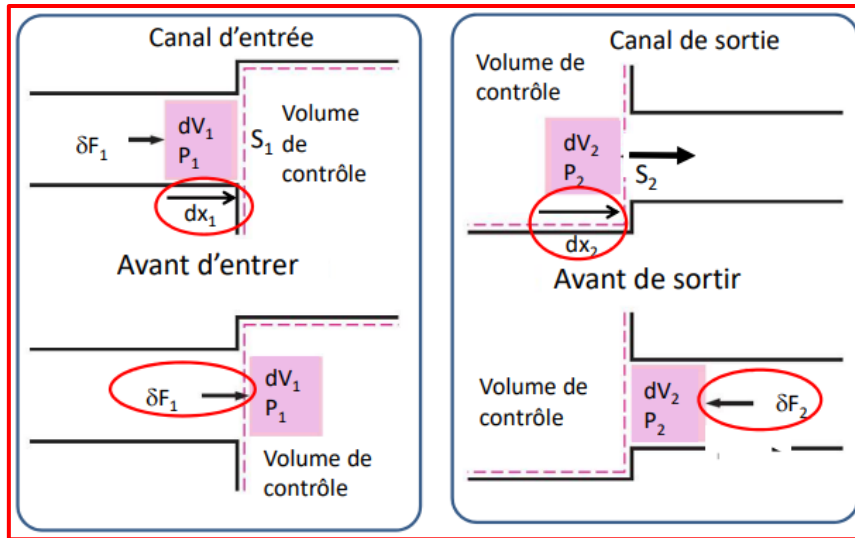 Canal d'entrée
δF₁
dV₁
P₁
S₁
Volume
de
contrôle
dx₁
Avant d'entrer
δF₁
dV₁
P₁
Volume de
contrôle
Canal de sortie
Volume de
contrôle
dV₂
P₂
S₂
dx₂
Avant de sortir
Volume de
contrôle
dV₂
P₂
δF₂